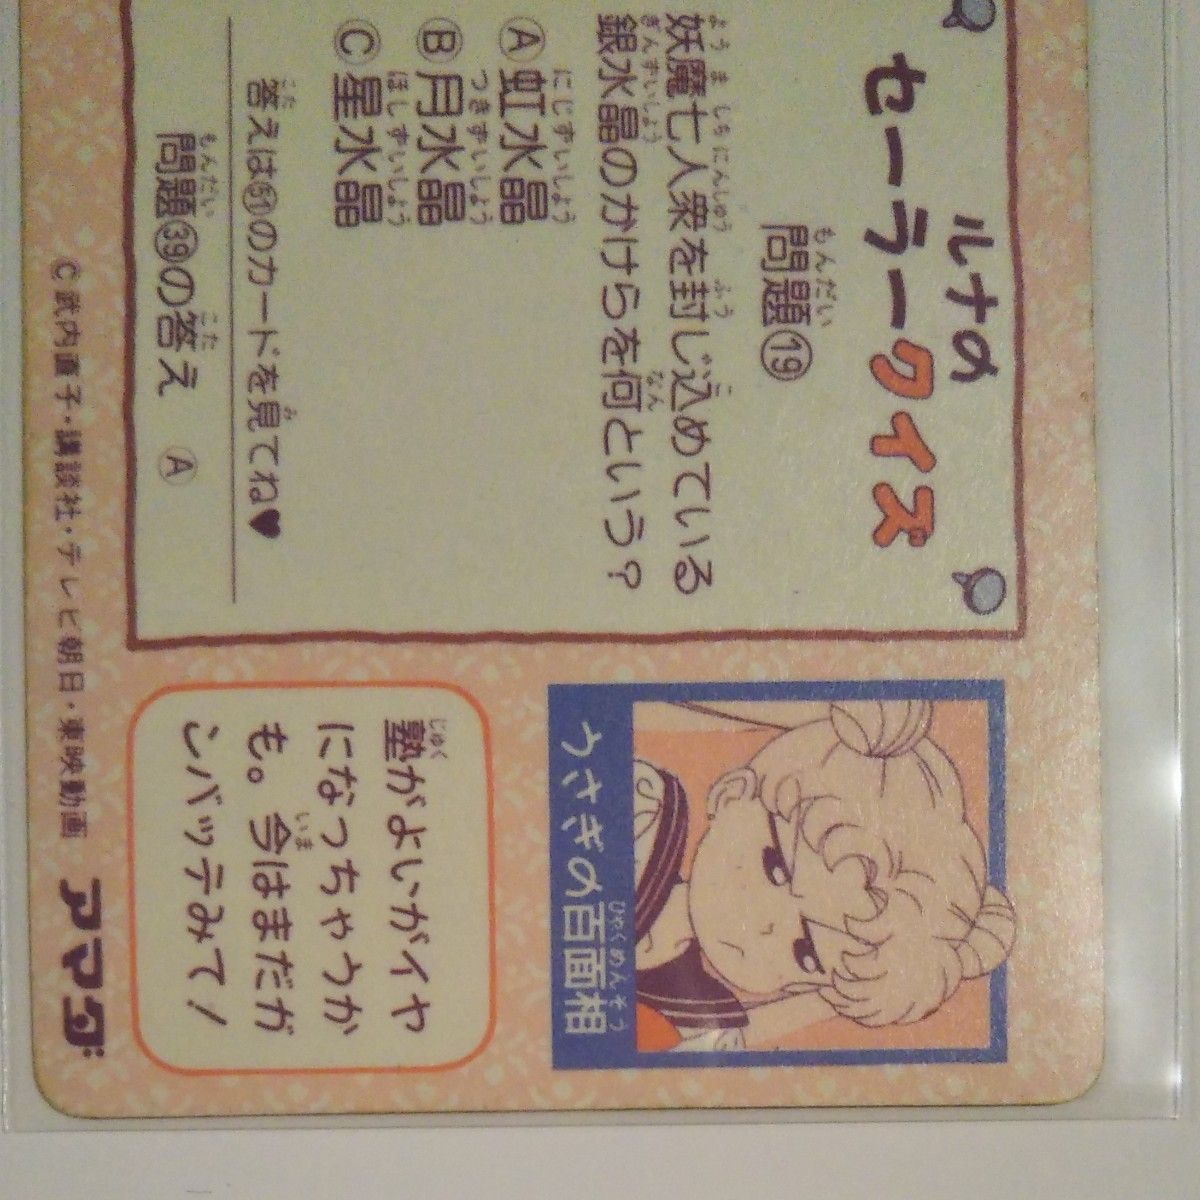 ルナの
セーラークイズ
問題⑲
妖魔七人衆を封じ込めている
銀水晶のかけらを何という？
Ⓐ虹水晶
Ⓑ月水晶
Ⓒ星水晶
答えは�51のカードを見てね♥
問題㊴の答え Ⓐ
うさぎの百面相
塾がよいがイヤ
になっちゃうか
も。今はまだガ
ンバッテみて！
©武内直子・講談社・テレビ朝日・東映動画
アマダ